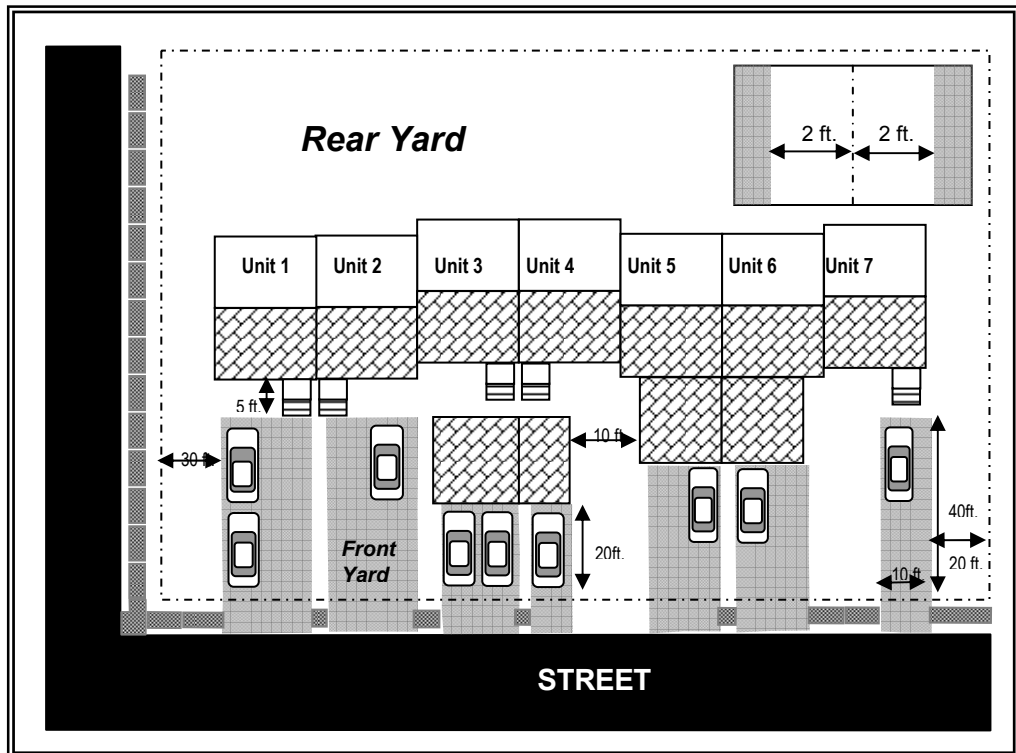 2 ft. 2 ft.
Rear Yard
Unit 1 Unit 2 Unit 3 Unit 4 Unit 5 Unit 6 Unit 7
5 ft.
10 ft.
30 ft.
40ft.
Front
Yard
20ft.
20 ft.
10 ft.
STREET